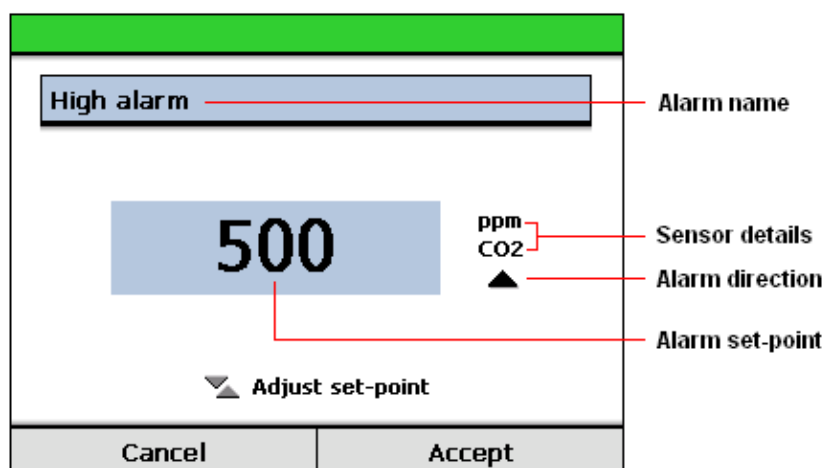 High alarm
Alarm name
500
ppm
CO2
Sensor details
Alarm direction
Alarm set-point
Adjust set-point
Cancel
Accept